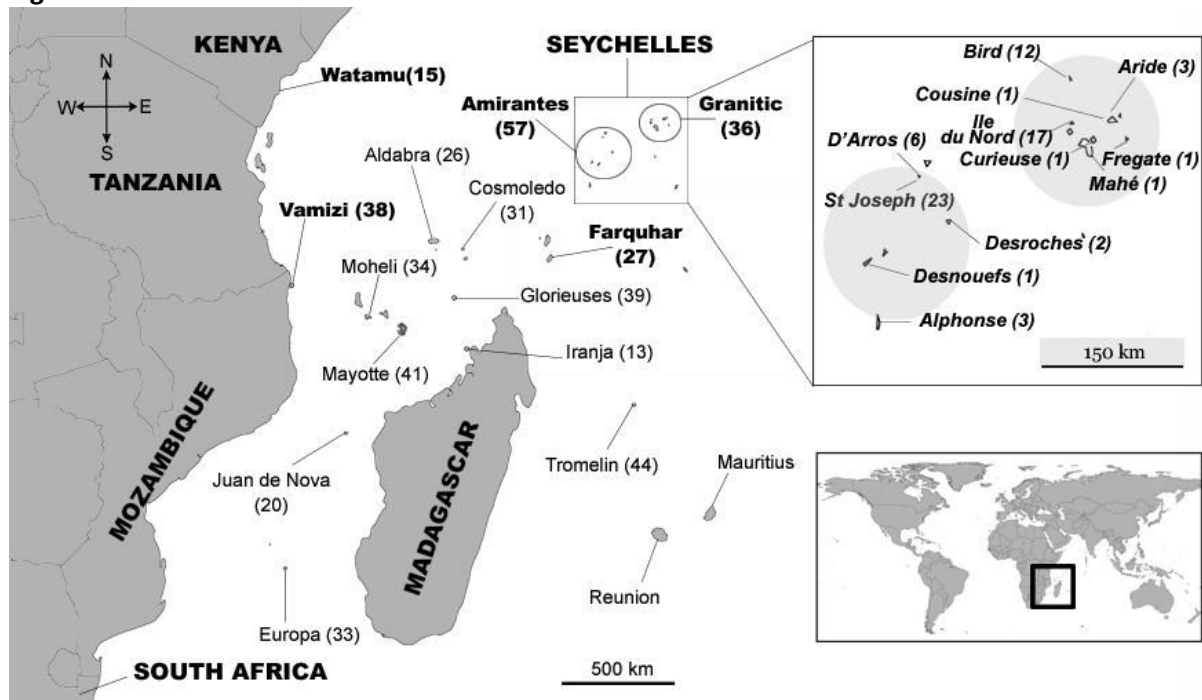 KENYA
SEYCHELLES
N
W
E
S
Watamu(15)
Amirantes
(57)
Granitic
(36)
TANZANIA
Aldabra (26)
Cosmoledo
(31)
Vamizi (38)
Farquhar
(27)
Moheli (34)
Glorieuses (39)
Iranja (13)
Mayotte (41)
MOZAMBIQUE
MADAGASCAR
Juan de Nova
(20)
Tromelin (44)
Mauritius
Reunion
Europa (33)
SOUTH AFRICA
500 km
Bird (12)
Aride (3)
Cousine (1)
Ile
du Nord (17)
D'Arros (6)
Curieuse (1)
Fregate (1)
Mahé (1)
St Joseph (23)
Desroches (2)
Desnouefs (1)
Alphonse (3)
150 km